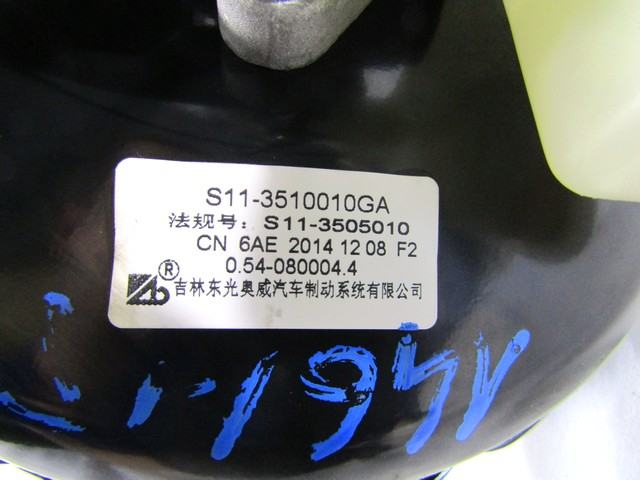 S11-3510010GA
法规号: S11-3505010
CN 6AE 2014 12 08 F2
0.54-080004.4
®
吉林东光奥威汽车制动系统有限公司